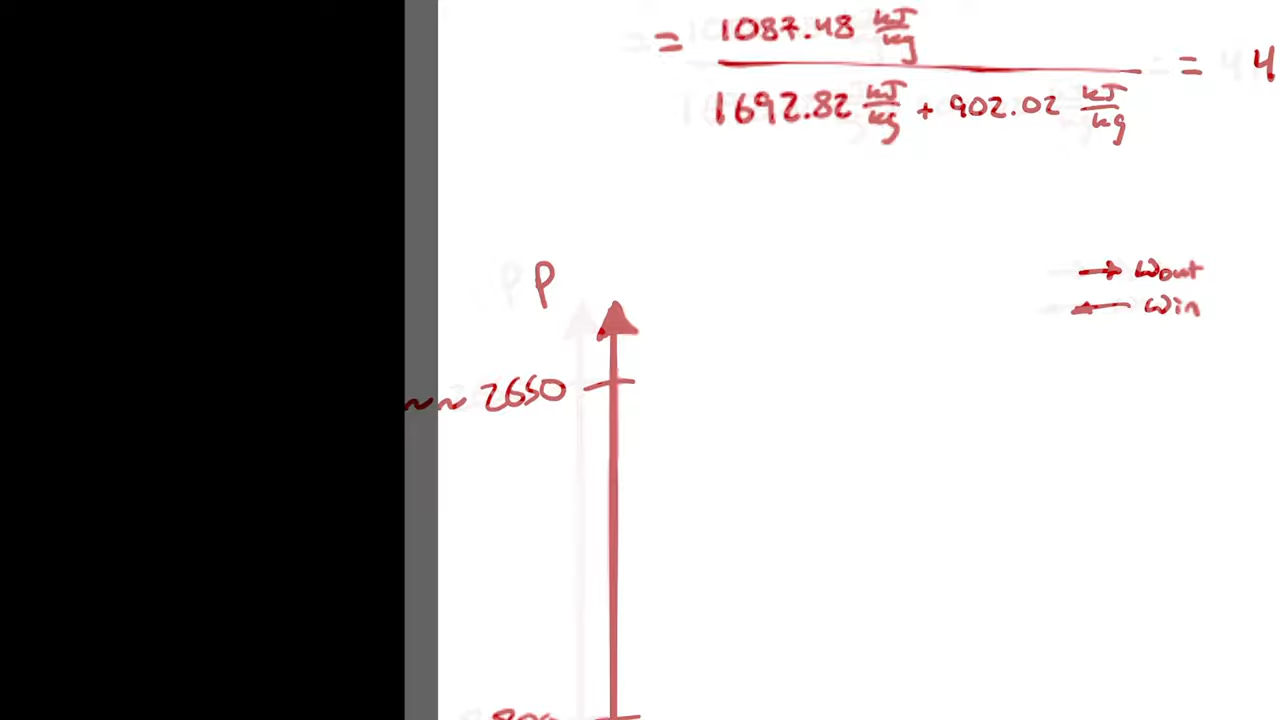 = 1087.48 kJ/kg
1692.82 kJ/kg + 902.02 kJ/kg = 4
P
→ Wout
← Win
~~ 2650